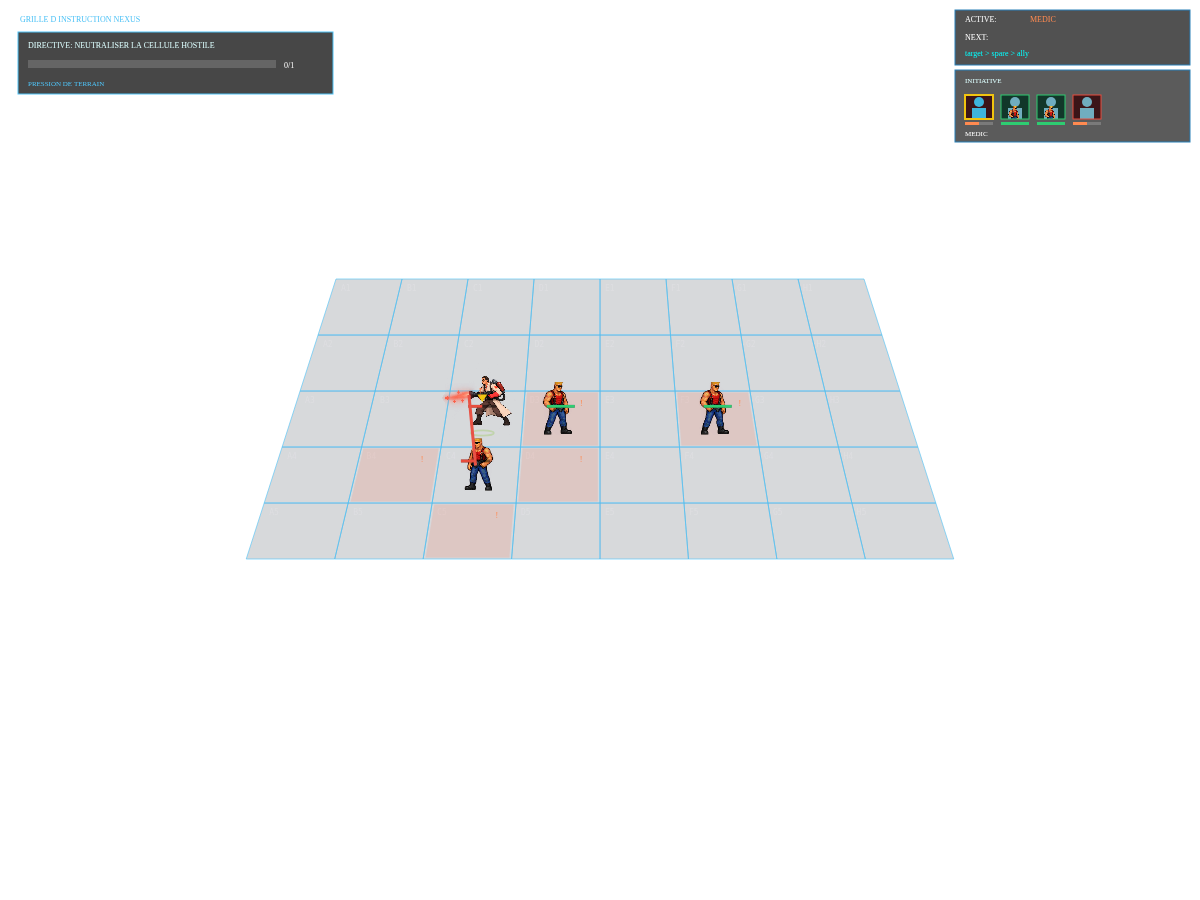 GRILLE D INSTRUCTION NEXUS
DIRECTIVE: NEUTRALISER LA CELLULE HOSTILE
0/1
PRESSION DE TERRAIN
ACTIVE: MEDIC
NEXT:
target > spare > ally
INITIATIVE
MEDIC
!
!
!
!
!